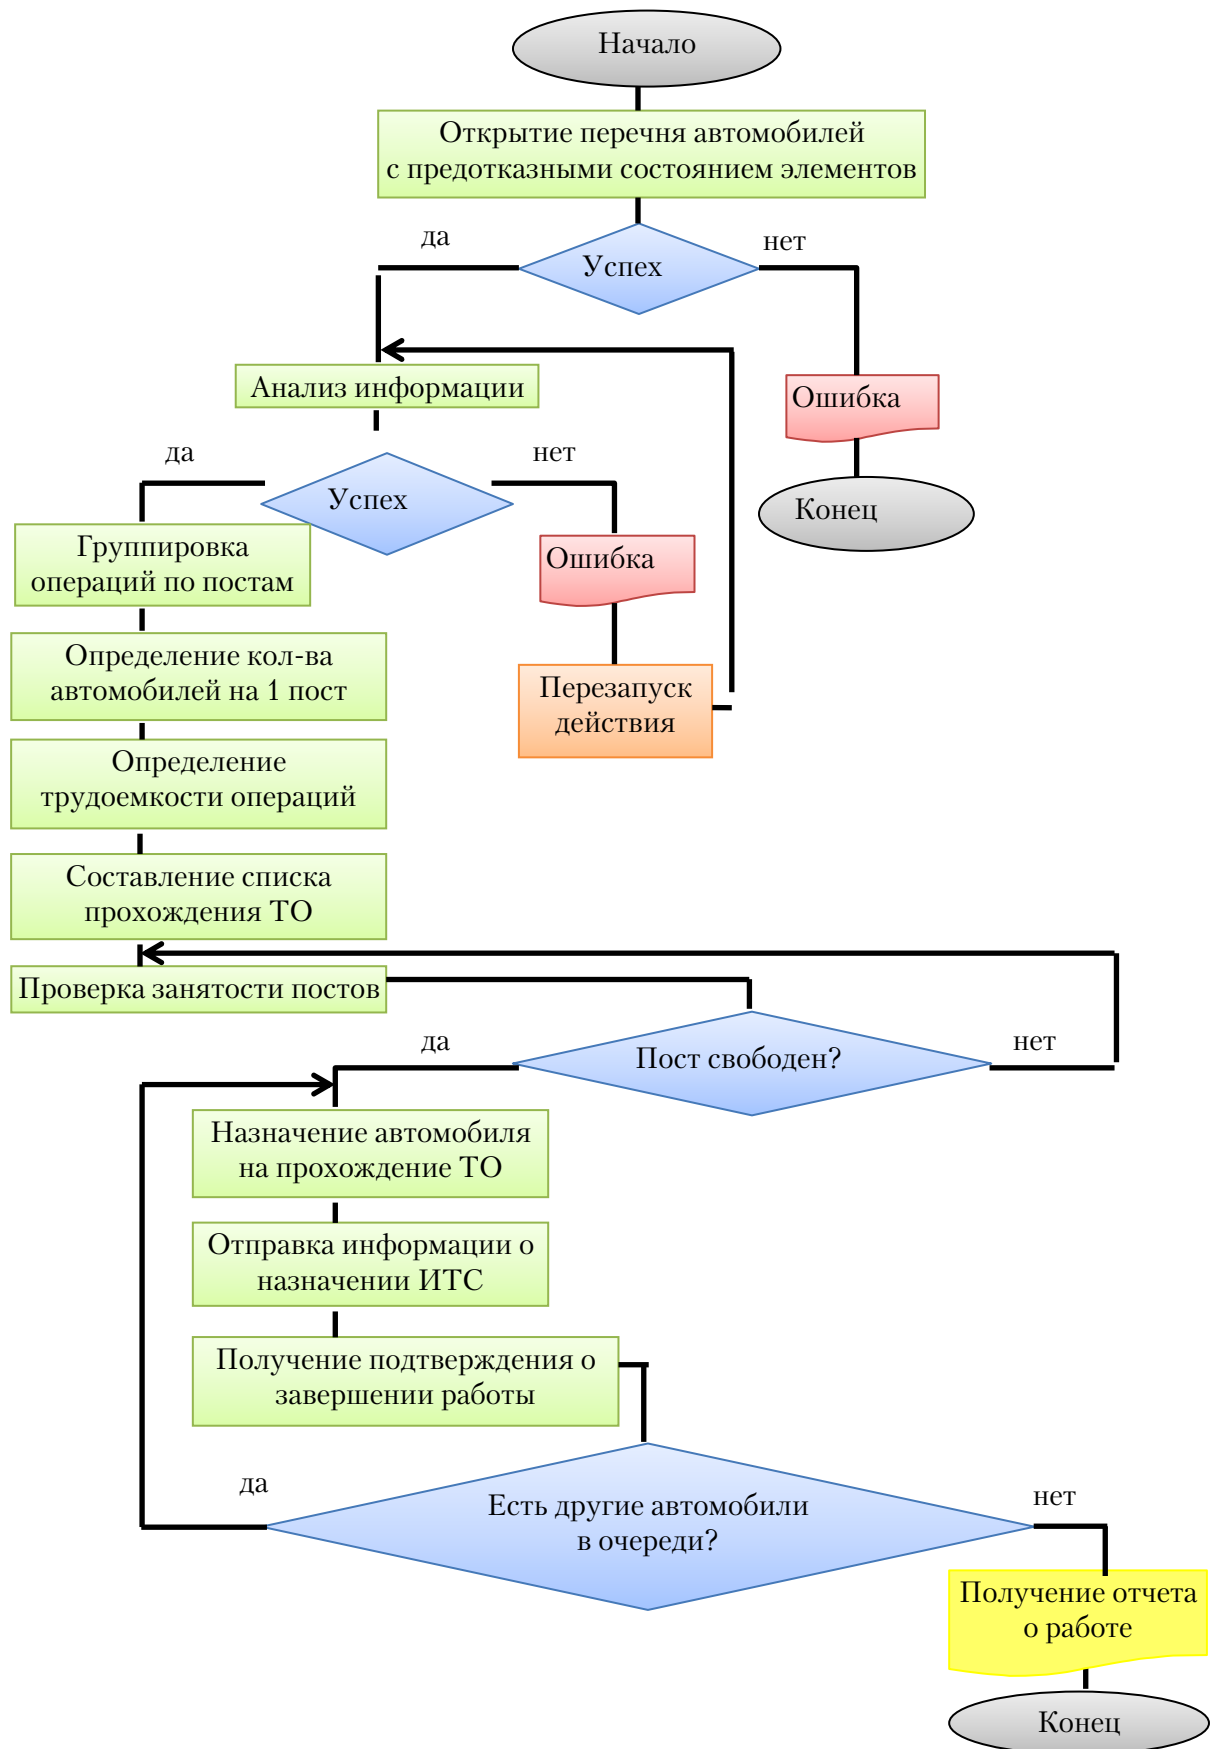 Начало
Открытие перечня автомобилей
с предотказными состоянием элементов
да
нет
Успех
Анализ информации
Ошибка
да
нет
Успех
Конец
Группировка
операций по постам
Ошибка
Определение кол-ва
автомобилей на 1 пост
Перезапуск
действия
Определение
трудоемкости операций
Составление списка
прохождения ТО
Проверка занятости постов
да
Пост свободен?
нет
Назначение автомобиля
на прохождение ТО
Отправка информации о
назначении ИТС
Получение подтверждения о
завершении работы
да
Есть другие автомобили
в очереди?
нет
Получение отчета
о работе
Конец